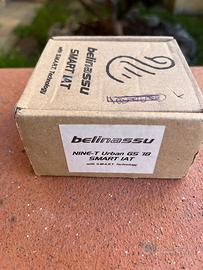 belinassu
SMART IAT
with S.M.A.R.T. Technology
belinassu
NINE-T Urban GS 18
SMART IAT
with S.M.A.R.T. Technology